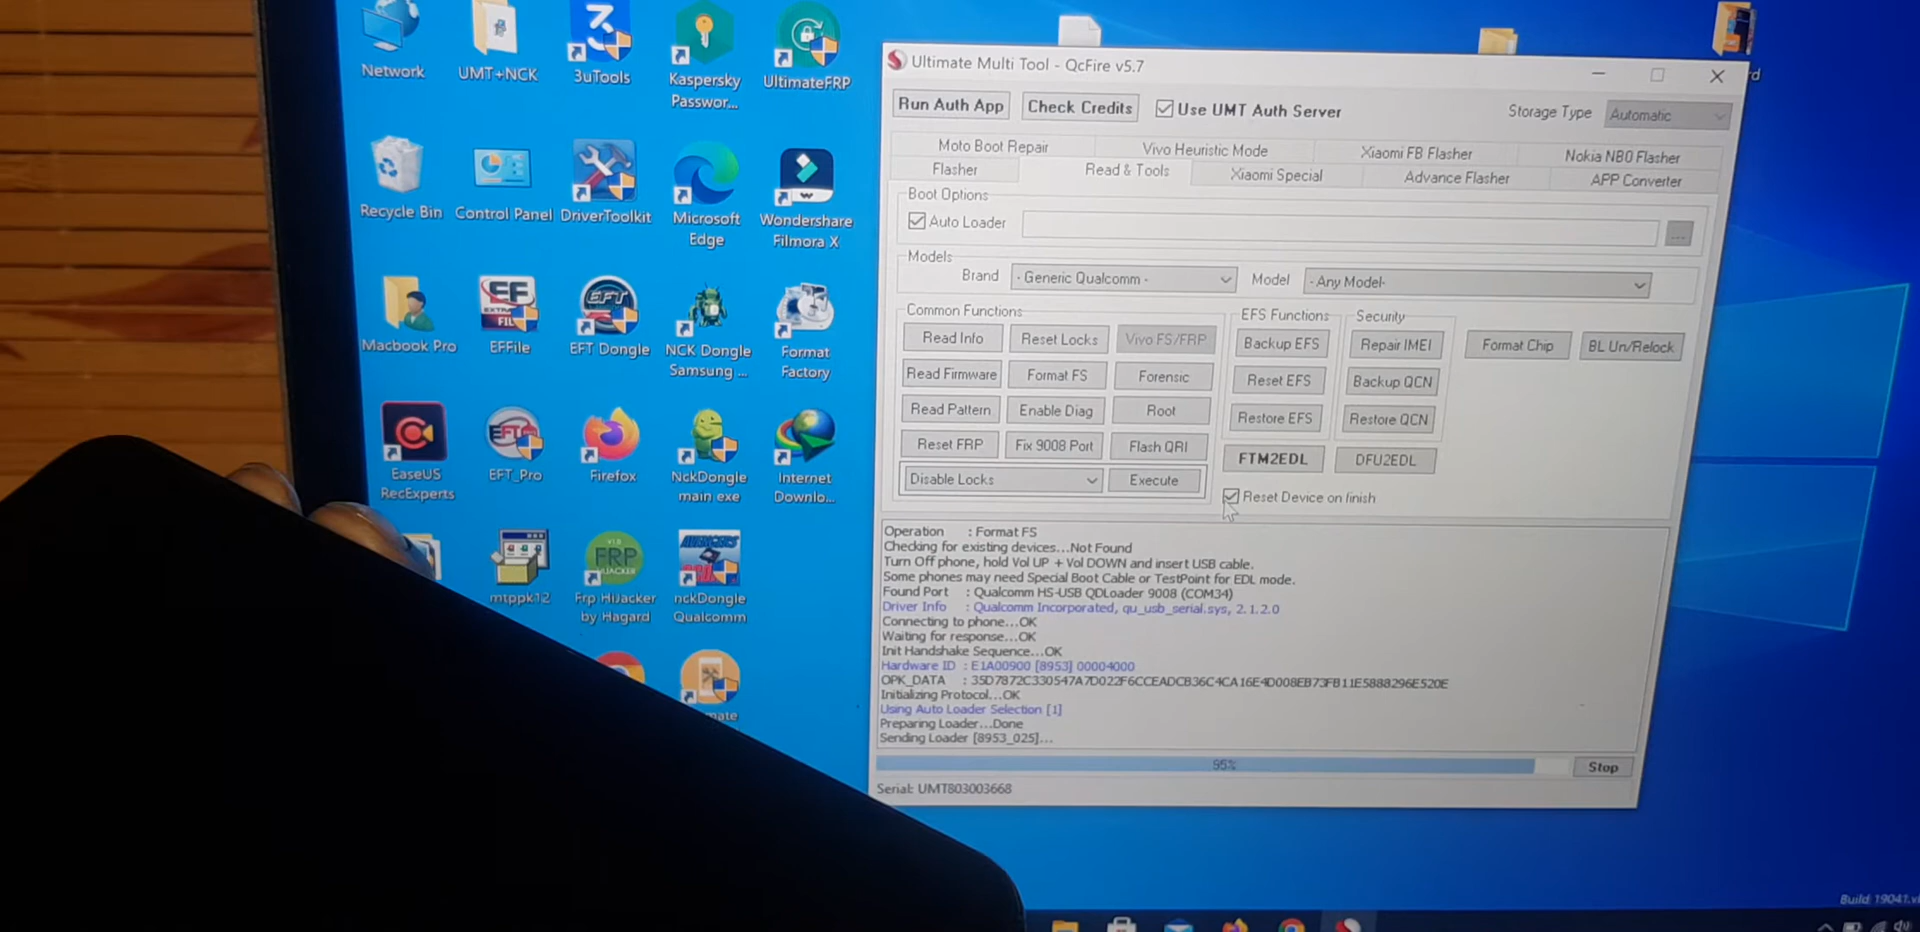 Network
UMT+NCK
3uTools
Kaspersky
Passwor...
UltimateFRP
Recycle Bin
Control Panel
DriverToolkit
Microsoft
Edge
Wondershare
Filmora X
Macbook Pro
EFFile
EFT Dongle
NCK Dongle
Samsung ...
Format
Factory
EaseUS
RecExperts
EFT_Pro
Firefox
NckDongle
main exe
Internet
Downlo...
mtppk12
Frp HiJacker
by Hagard
nckDongle
Qualcomm
Ultimate Multi Tool - QcFire v5.7
Run Auth App
Check Credits
Use UMT Auth Server
Storage Type
Automatic
Moto Boot Repair
Vivo Heuristic Mode
Xiaomi FB Flasher
Nokia NB0 Flasher
Flasher
Read & Tools
Xiaomi Special
Advance Flasher
APP Converter
Boot Options
Auto Loader
...
Models
Brand
- Generic Qualcomm -
Model
- Any Model-
Common Functions
EFS Functions
Security
Read Info
Reset Locks
Vivo FS/FRP
Backup EFS
Repair IMEI
Format Chip
BL Un/Relock
Read Firmware
Format FS
Forensic
Reset EFS
Backup QCN
Read Pattern
Enable Diag
Root
Restore EFS
Restore QCN
Reset FRP
Fix 9008 Port
Flash QRI
FTM2EDL
DFU2EDL
Disable Locks
Execute
Reset Device on finish
Operation : Format FS
Checking for existing devices...Not Found
Turn Off phone, hold Vol UP + Vol DOWN and insert USB cable.
Some phones may need Special Boot Cable or TestPoint for EDL mode.
Found Port : Qualcomm HS-USB QDLoader 9008 (COM34)
Driver Info : Qualcomm Incorporated, qu_usb_serial.sys, 2.1.2.0
Connecting to phone...OK
Waiting for response...OK
Init Handshake Sequence...OK
Hardware ID : E1A00900 [8953] 00004000
OPK_DATA : 35D7872C330547A7D022F6CCEADCB36C4CA16E4D008EB73FB11E5888296E520E
Initializing Protocol...OK
Using Auto Loader Selection [1]
Preparing Loader...Done
Sending Loader [8953_025]...
95%
Stop
Serial: UMT803003668
Build 19041.vi